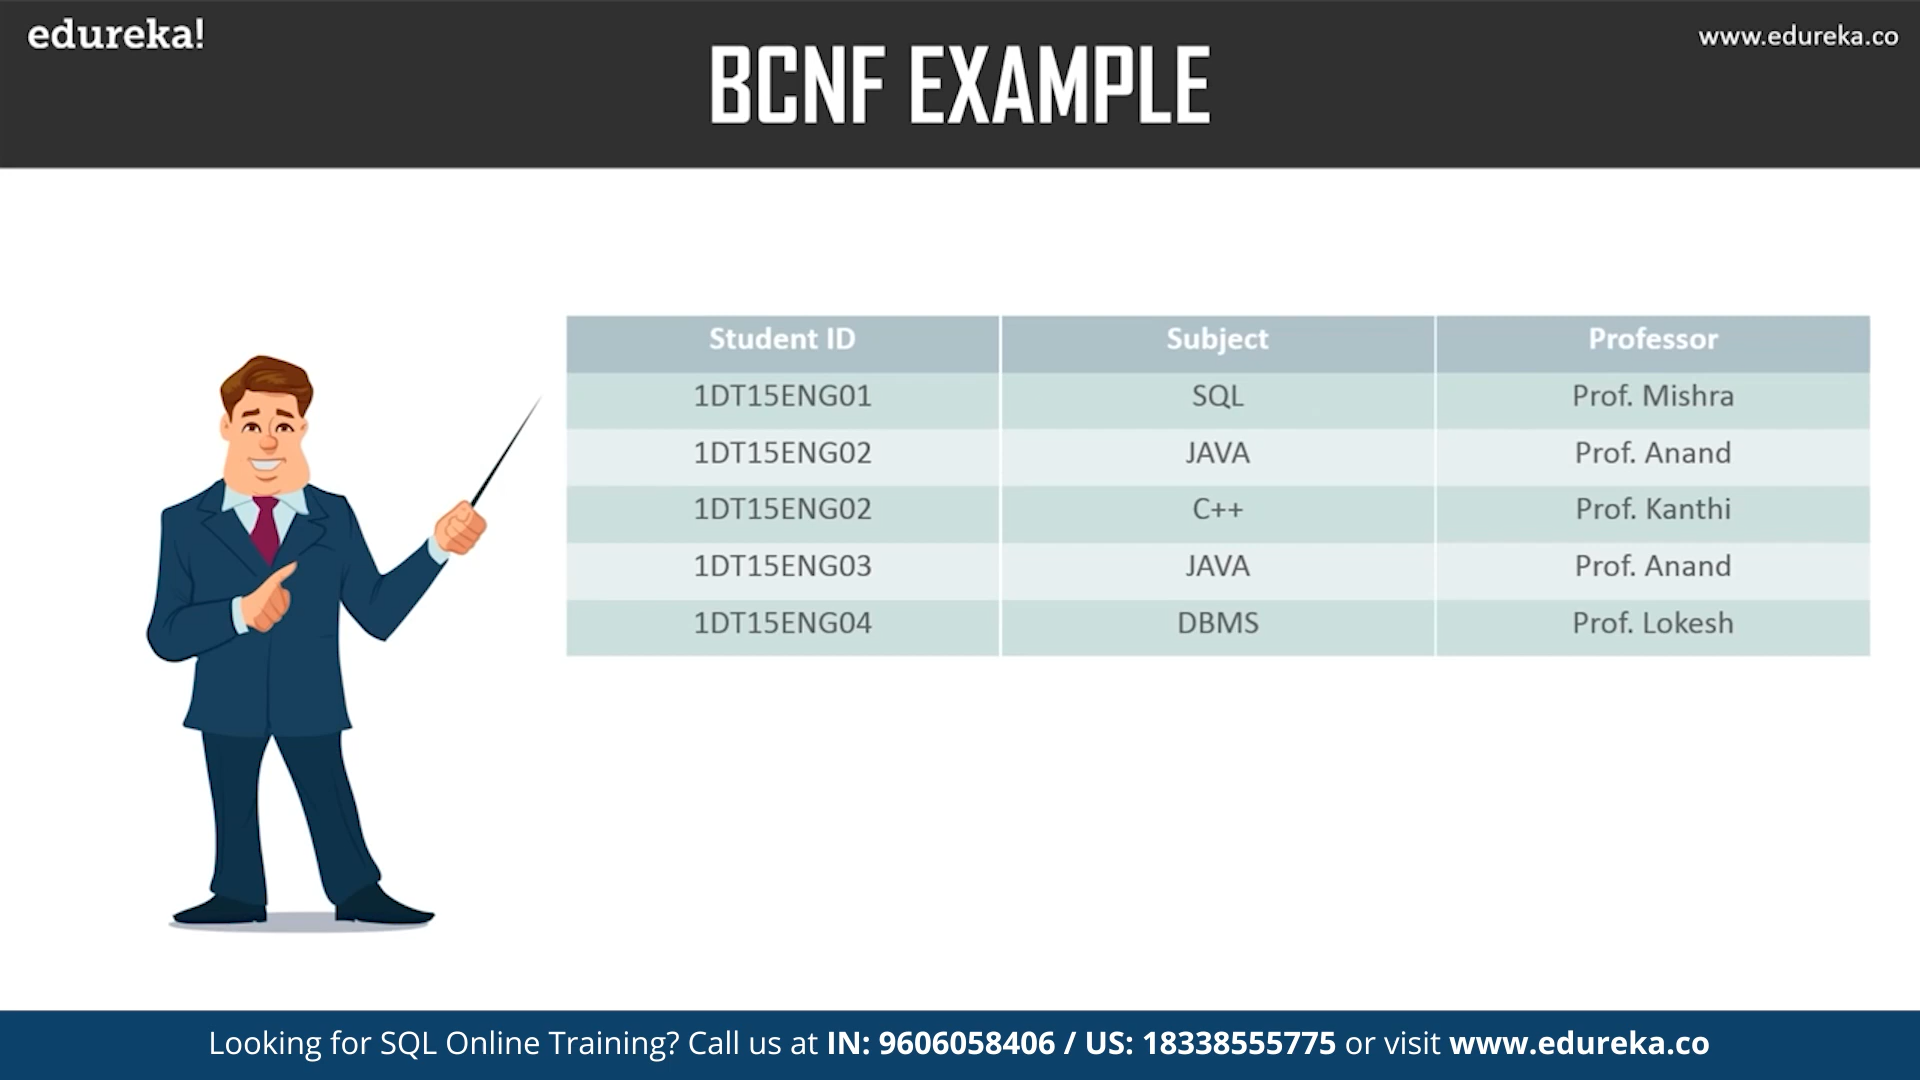 edureka!
www.edureka.co
BCNF EXAMPLE
Student ID Subject Professor
1DT15ENG01 SQL Prof. Mishra
1DT15ENG02 JAVA Prof. Anand
1DT15ENG02 C++ Prof. Kanthi
1DT15ENG03 JAVA Prof. Anand
1DT15ENG04 DBMS Prof. Lokesh
Looking for SQL Online Training? Call us at IN: 9606058406 / US: 18338555775 or visit www.edureka.co